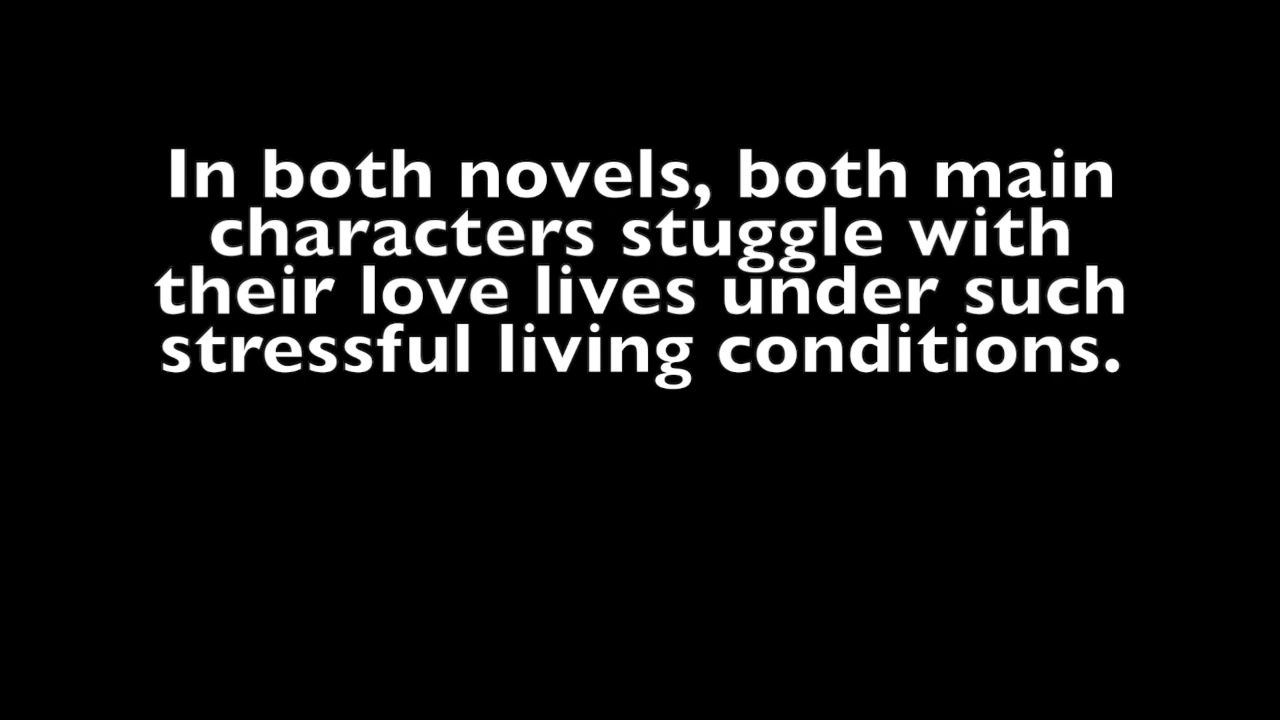 In both novels, both main
characters stuggle with
their love lives under such
stressful living conditions.